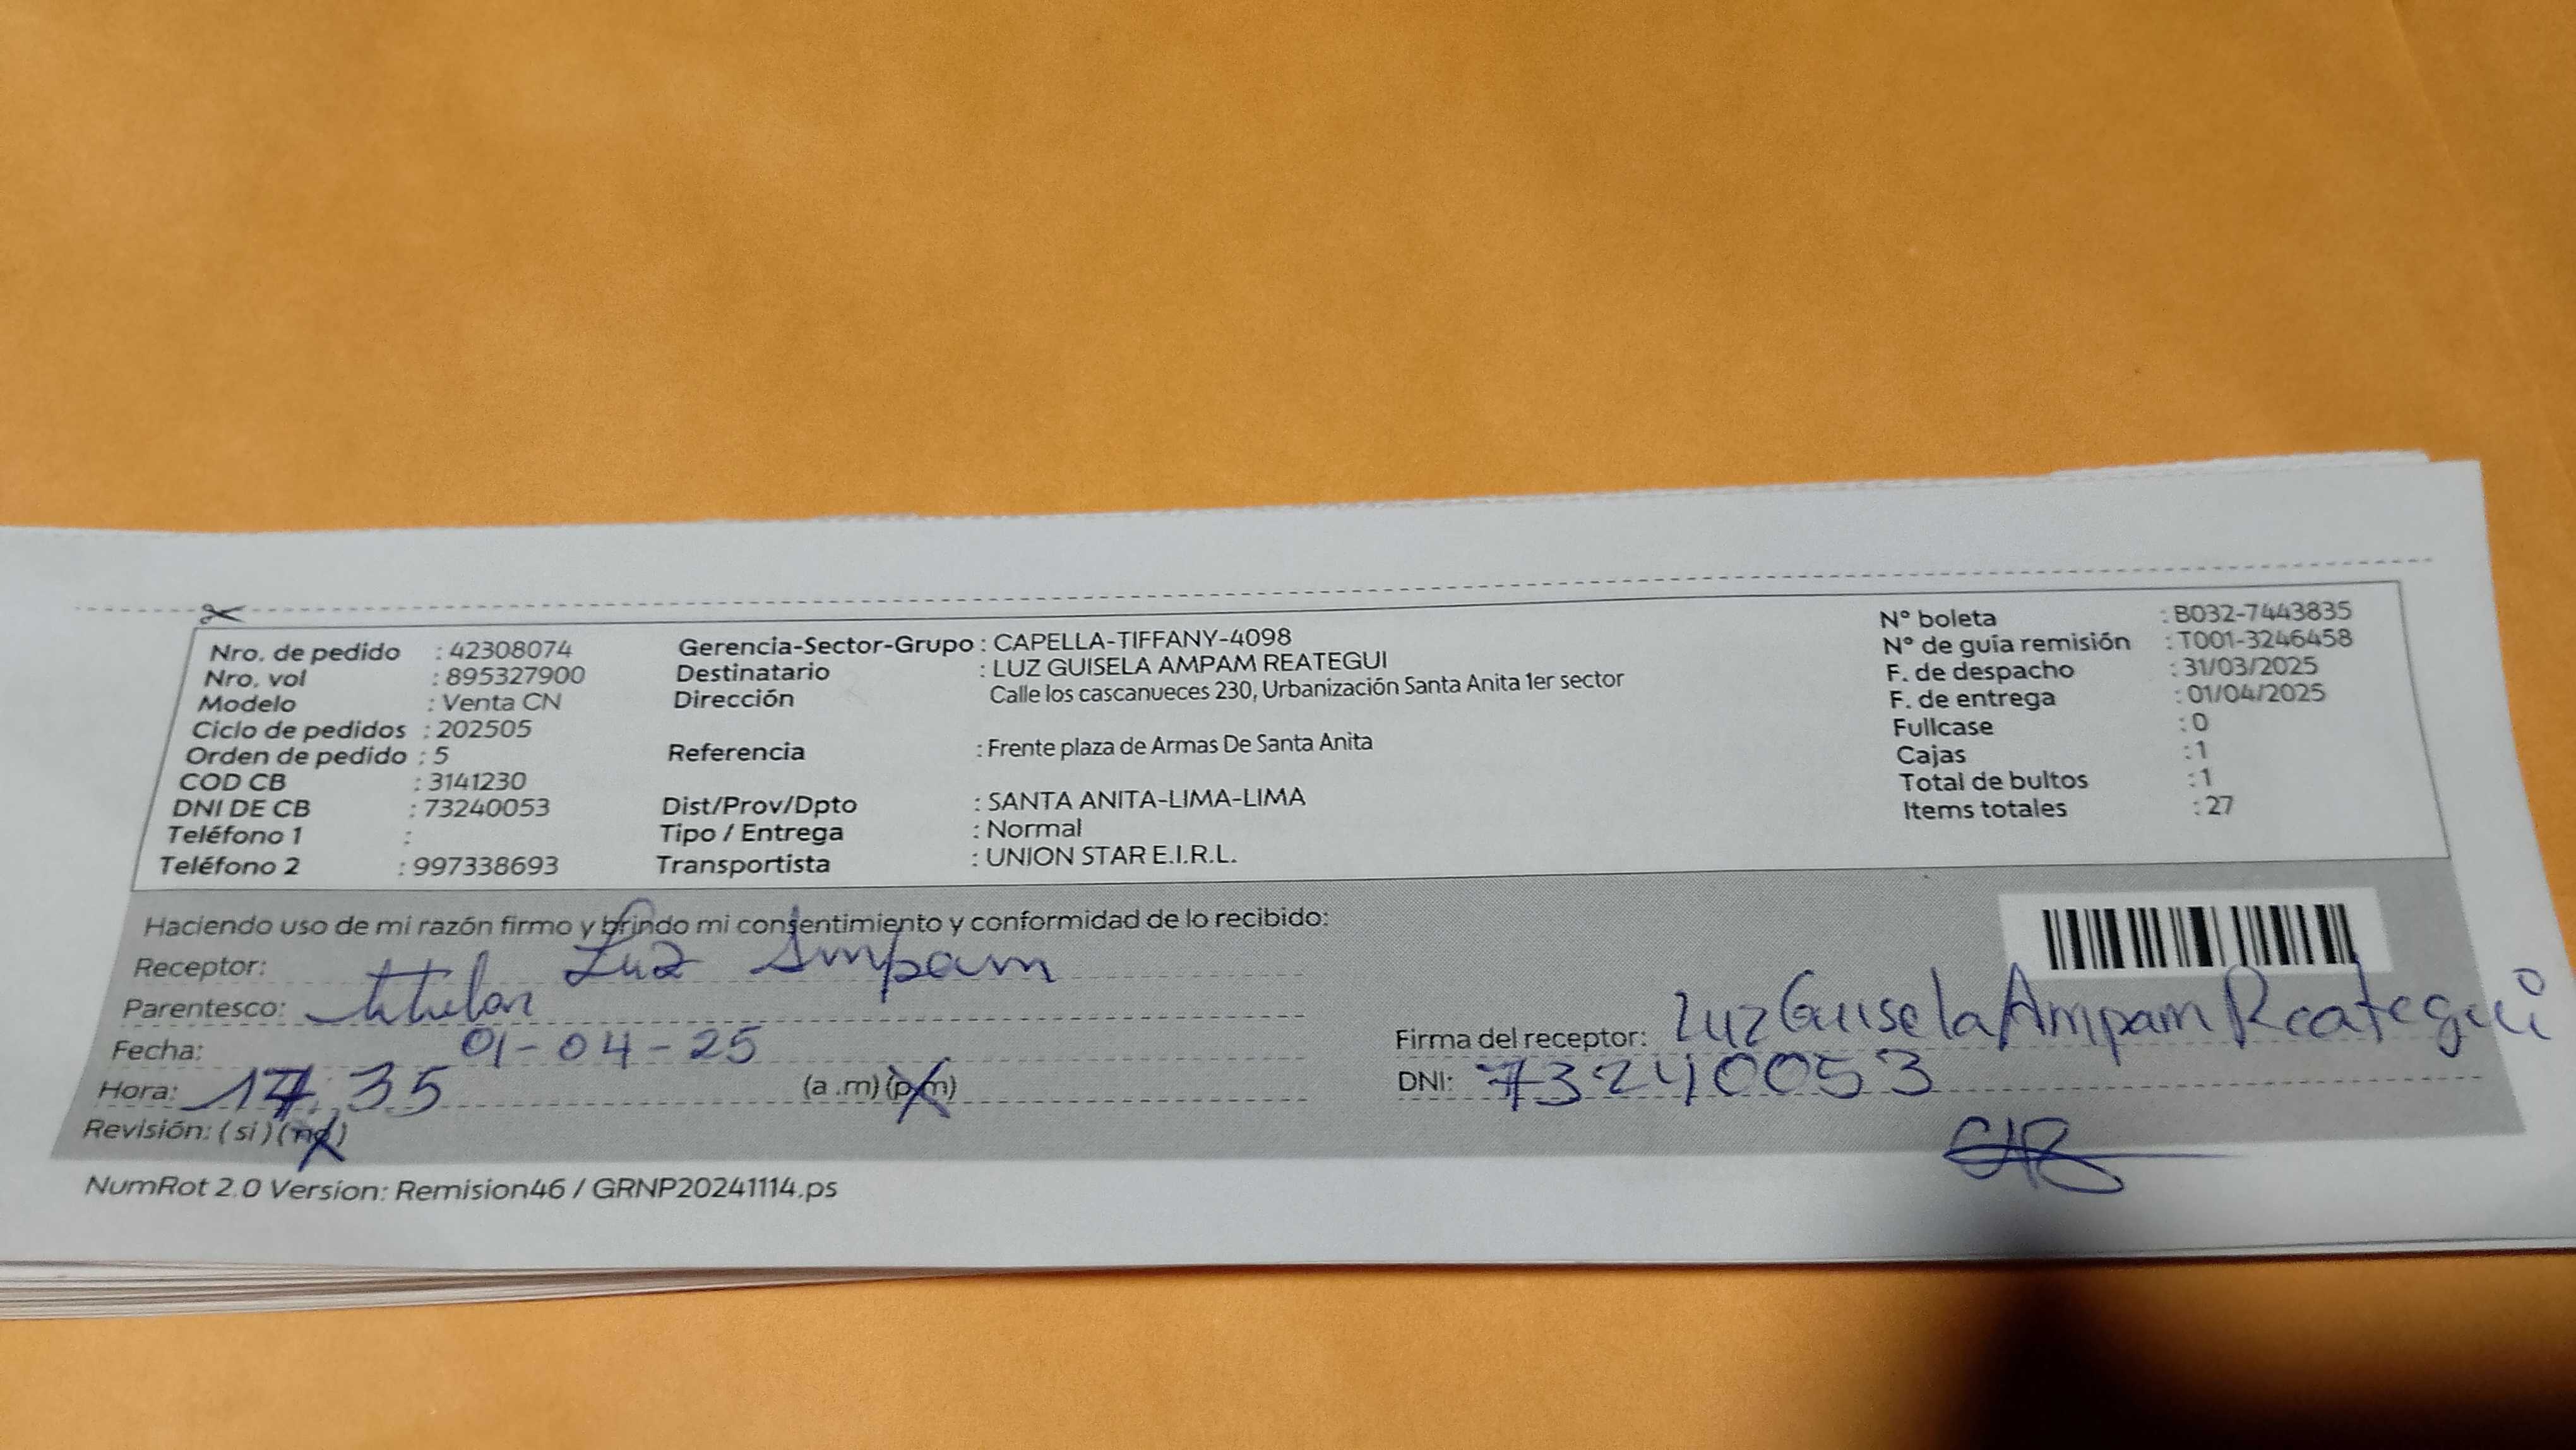 Nro. de pedido : 42308074
Nro. vol : 895327900
Modelo : Venta CN
Ciclo de pedidos : 202505
Orden de pedido : 5
COD CB : 3141230
DNI DE CB : 73240053
Teléfono 1 :
Teléfono 2 : 997338693
Gerencia-Sector-Grupo : CAPELLA-TIFFANY-4098
Destinatario : LUZ GUISELA AMPAM REATEGUI
Dirección Calle los cascanueces 230, Urbanización Santa Anita 1er sector
Referencia : Frente plaza de Armas De Santa Anita
Dist/Prov/Dpto : SANTA ANITA-LIMA-LIMA
Tipo / Entrega : Normal
Transportista : UNION STAR E.I.R.L.
N° boleta : B032-7443835
N° de guía remisión : T001-3246458
F. de despacho : 31/03/2025
F. de entrega : 01/04/2025
Fullcase : 0
Cajas : 1
Total de bultos : 1
Items totales : 27
Haciendo uso de mi razón firmo y brindo mi consentimiento y conformidad de lo recibido:
Receptor: Luz Ampam
Parentesco: titular
Fecha: 01-04-25
Hora: 35 (a .m) (p.m)
Revisión: ( si ) (no)
Firma del receptor: Luz Guisela Ampam Reategui
DNI: 73240053
NumRot 2.0 Version: Remision46 / GRNP20241114.ps